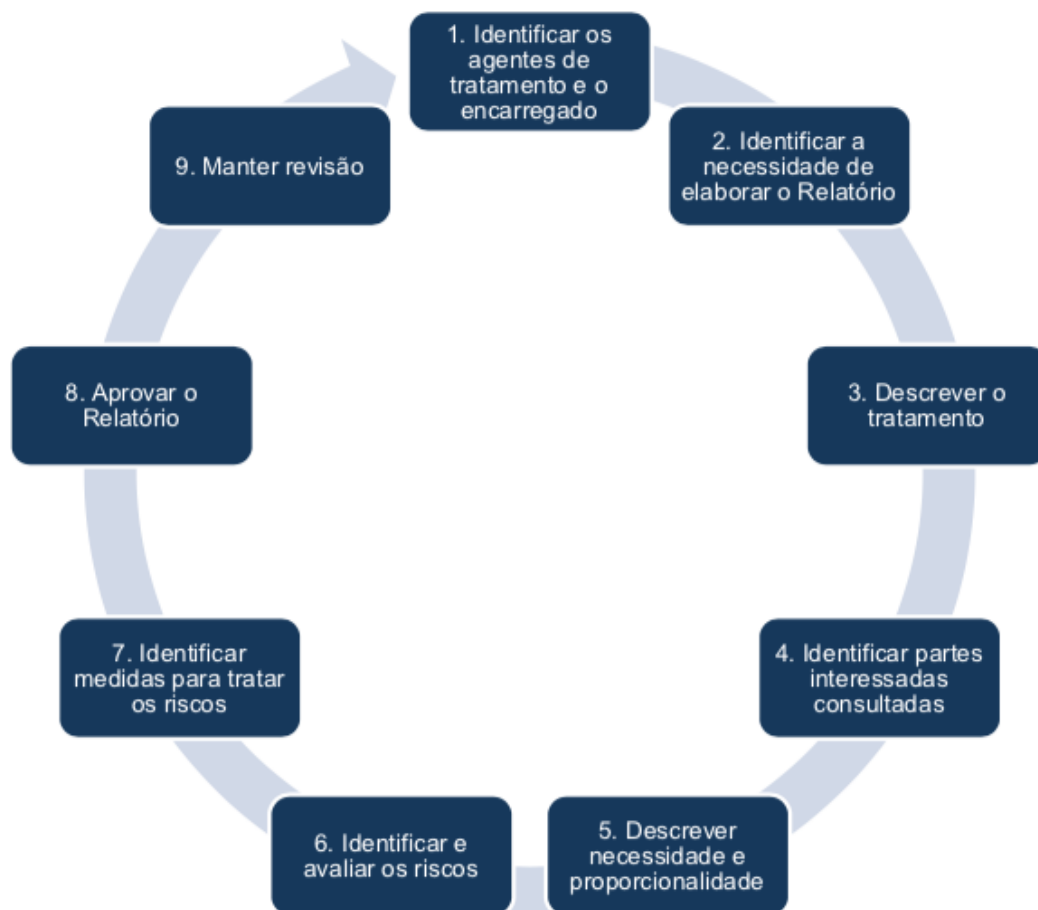 1. Identificar os
agentes de
tratamento e o
encarregado
2. Identificar a
necessidade de
elaborar o Relatório
3. Descrever o
tratamento
4. Identificar partes
interessadas
consultadas
5. Descrever
necessidade e
proporcionalidade
6. Identificar e
avaliar os riscos
7. Identificar
medidas para tratar
os riscos
8. Aprovar o
Relatório
9. Manter revisão